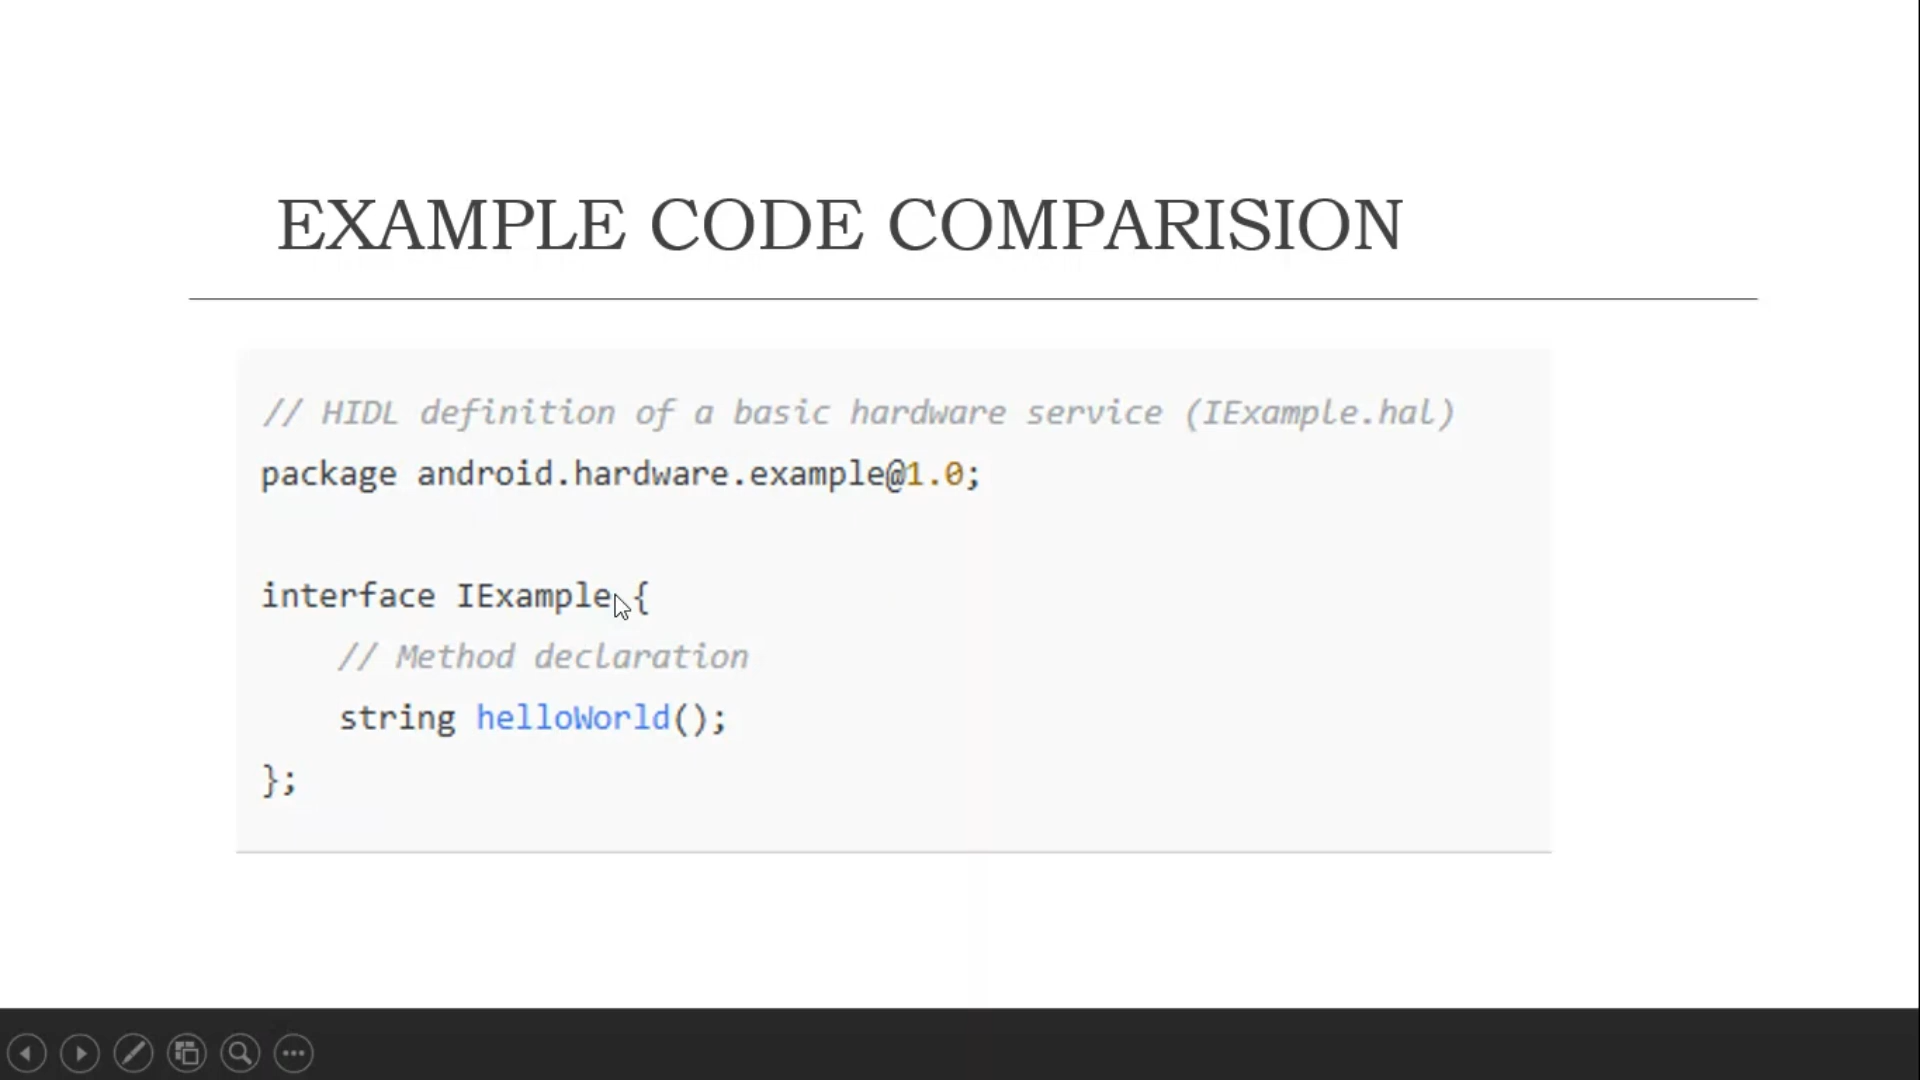 EXAMPLE CODE COMPARISION
// HIDL definition of a basic hardware service (IExample.hal)
package android.hardware.example@1.0;
interface IExample {
// Method declaration
string helloWorld();
};